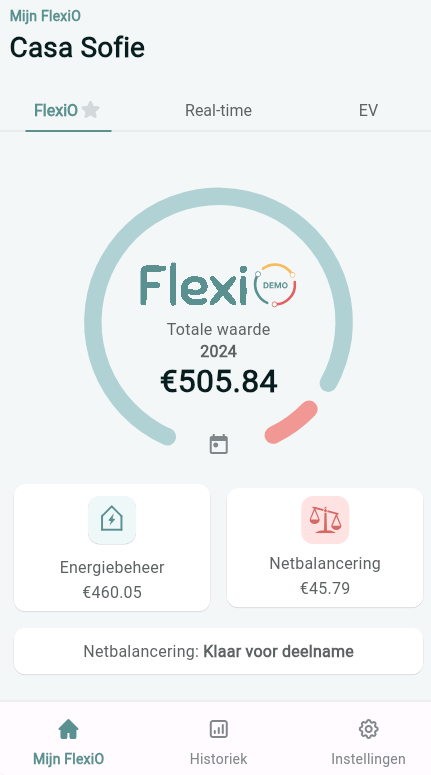 Mijn FlexiO
Casa Sofie
FlexiO Real-time EV
Flexi DEMO
Totale waarde
2024
€505.84
Energiebeheer
€460.05
Netbalancering
€45.79
Netbalancering: Klaar voor deelname
Mijn FlexiO Historiek Instellingen